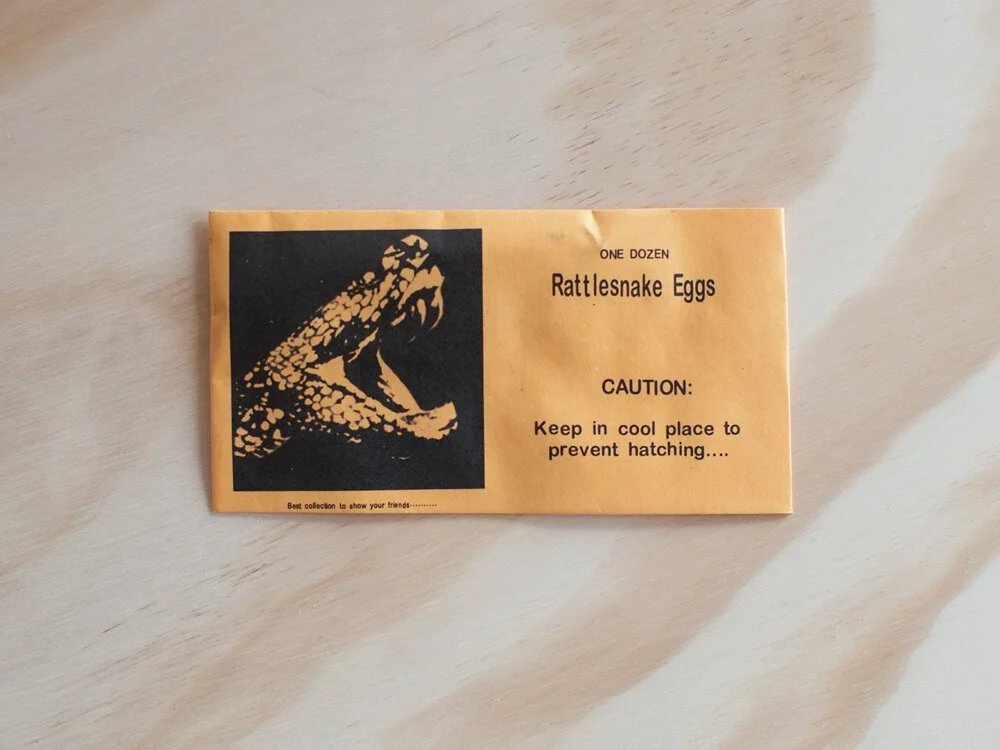 ONE DOZEN
Rattlesnake Eggs
CAUTION:
Keep in cool place to
prevent hatching....
Best collection to show your friends··········